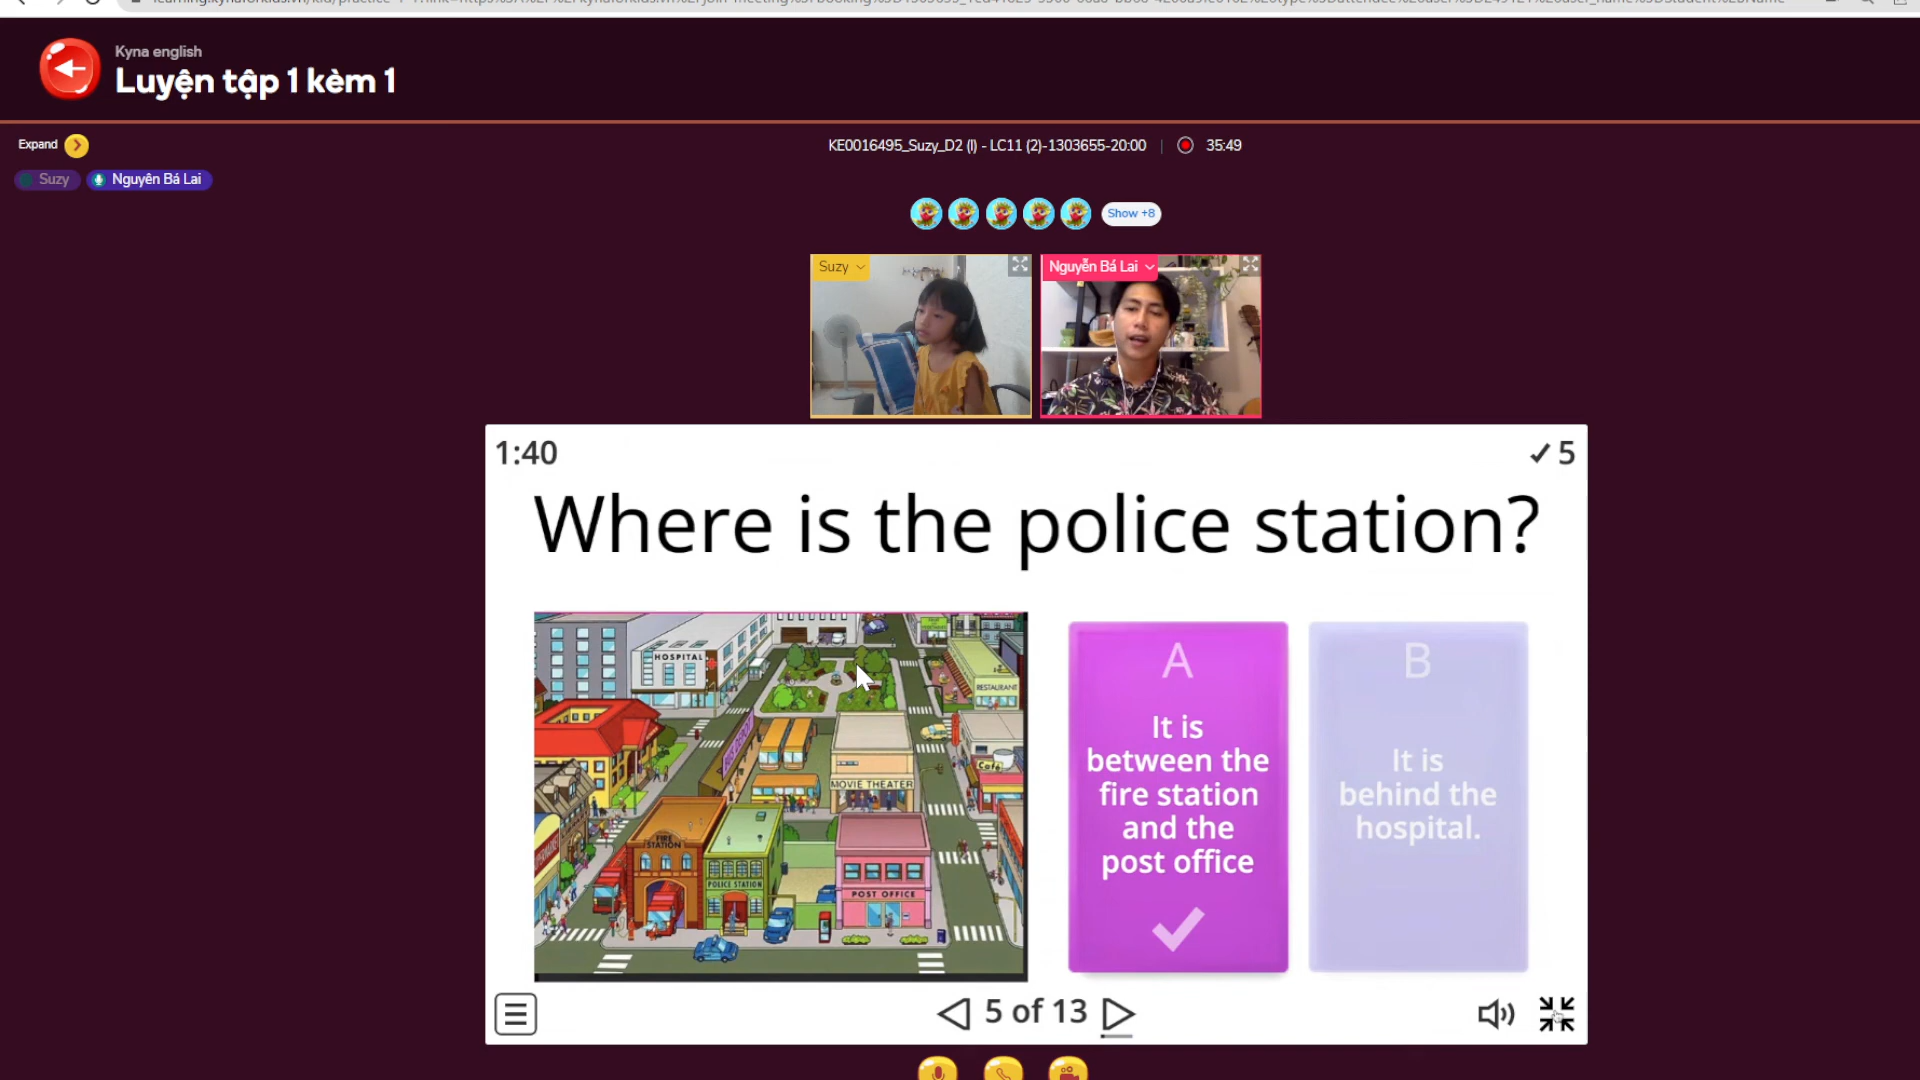 Kyna english
Luyện tập 1 kèm 1
Expand
KE0016495_Suzy_D2 (I) - LC11 (2)-1303655-20:00 | 35:49
Suzy
Nguyễn Bá Lai
Show +8
Suzy
Nguyễn Bá Lai
1:40
5
Where is the police station?
HOSPITAL
RESTAURANT
Café
MOVIE THEATER
FIRE STATION
POLICE STATION
POST OFFICE
A
It is
between the
fire station
and the
post office
B
It is
behind the
hospital.
5 of 13